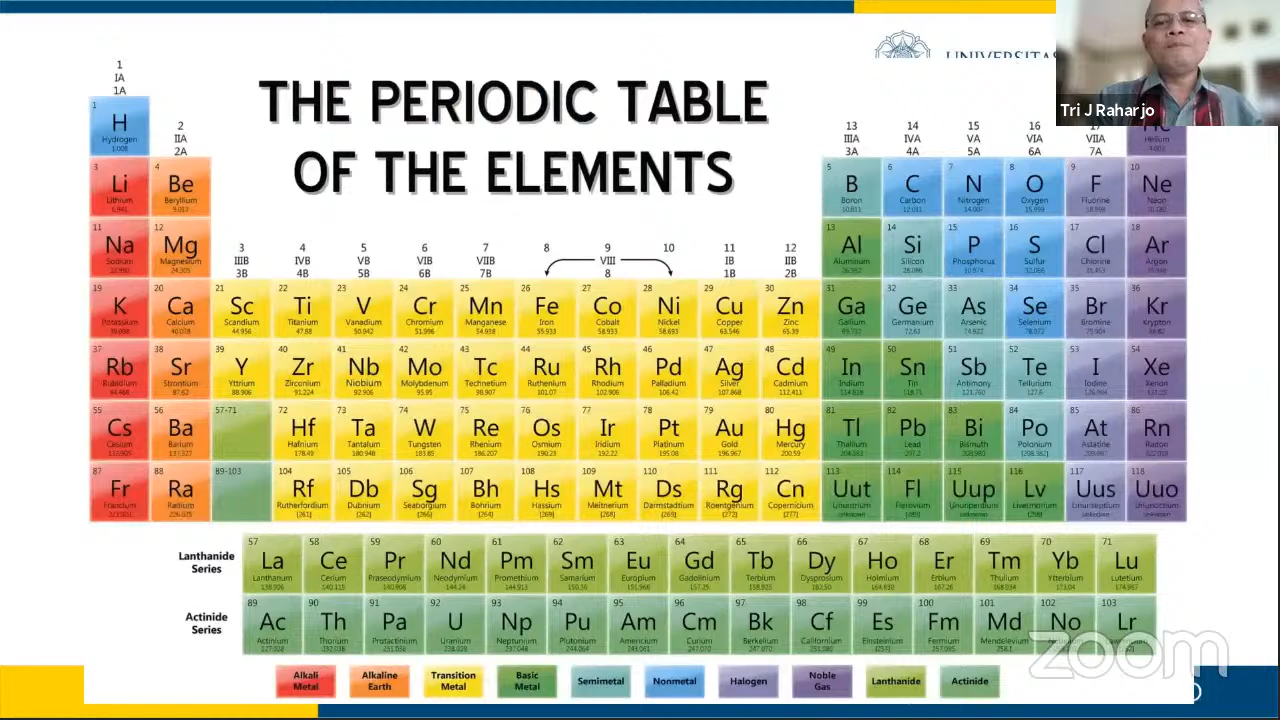 UNIVERSITAS
Tri J Raharjo
THE PERIODIC TABLE
OF THE ELEMENTS
1
IA
1A
2
IIA
2A
3
IIIB
3B
4
IVB
4B
5
VB
5B
6
VIB
6B
7
VIIB
7B
8
9
10
VIII
8
11
IB
1B
12
IIB
2B
13
IIIA
3A
14
IVA
4A
15
VA
5A
16
VIA
6A
17
VIIA
7A
1
H
Hydrogen
1.008
Helium
4.003
3 4 5 6 7 8 9 10
Li Be B C N O F Ne
Lithium Beryllium Boron Carbon Nitrogen Oxygen Fluorine Neon
6.941 9.012 10.811 12.011 14.007 15.999 18.998 20.180
11 12 13 14 15 16 17 18
Na Mg Al Si P S Cl Ar
Sodium Magnesium Aluminum Silicon Phosphorus Sulfur Chlorine Argon
22.990 24.305 26.982 28.086 30.974 32.066 35.453 39.948
19 20 21 22 23 24 25 26 27 28 29 30 31 32 33 34 35 36
K Ca Sc Ti V Cr Mn Fe Co Ni Cu Zn Ga Ge As Se Br Kr
Potassium Calcium Scandium Titanium Vanadium Chromium Manganese Iron Cobalt Nickel Copper Zinc Gallium Germanium Arsenic Selenium Bromine Krypton
39.098 40.078 44.956 47.88 50.942 51.996 54.938 55.933 58.933 58.693 63.546 65.39 69.732 72.61 74.922 78.972 79.904 84.80
37 38 39 40 41 42 43 44 45 46 47 48 49 50 51 52 53 54
Rb Sr Y Zr Nb Mo Tc Ru Rh Pd Ag Cd In Sn Sb Te I Xe
Rubidium Strontium Yttrium Zirconium Niobium Molybdenum Technetium Ruthenium Rhodium Palladium Silver Cadmium Indium Tin Antimony Tellurium Iodine Xenon
84.468 87.62 88.906 91.224 92.906 95.95 98.907 101.07 102.906 106.42 107.868 112.411 114.818 118.71 121.760 127.6 126.904 131.29
55 56 57-71 72 73 74 75 76 77 78 79 80 81 82 83 84 85 86
Cs Ba Hf Ta W Re Os Ir Pt Au Hg Tl Pb Bi Po At Rn
Cesium Barium Hafnium Tantalum Tungsten Rhenium Osmium Iridium Platinum Gold Mercury Thallium Lead Bismuth Polonium Astatine Radon
132.905 137.327 178.49 180.948 183.85 186.207 190.23 192.22 195.08 196.967 200.59 204.383 207.2 208.980 [208.982] 209.987 222.018
87 88 89-103 104 105 106 107 108 109 110 111 112 113 114 115 116 117 118
Fr Ra Rf Db Sg Bh Hs Mt Ds Rg Cn Uut Fl Uup Lv Uus Uuo
Francium Radium Rutherfordium Dubnium Seaborgium Bohrium Hassium Meitnerium Darmstadtium Roentgenium Copernicium Ununtrium Flerovium Ununpentium Livermorium Ununseptium Ununoctium
223.020 226.025 [261] [262] [266] [264] [269] [268] [269] [272] [277] unknown [289] unknown [298] unknown unknown
Lanthanide
Series
57 58 59 60 61 62 63 64 65 66 67 68 69 70 71
La Ce Pr Nd Pm Sm Eu Gd Tb Dy Ho Er Tm Yb Lu
Lanthanum Cerium Praseodymium Neodymium Promethium Samarium Europium Gadolinium Terbium Dysprosium Holmium Erbium Thulium Ytterbium Lutetium
138.906 140.115 140.908 144.24 144.913 150.36 151.966 157.25 158.925 162.50 164.930 167.26 168.934 173.04 174.967
Actinide
Series
89 90 91 92 93 94 95 96 97 98 99 100 101 102 103
Ac Th Pa U Np Pu Am Cm Bk Cf Es Fm Md No Lr
Actinium Thorium Protactinium Uranium Neptunium Plutonium Americium Curium Berkelium Californium Einsteinium Fermium Mendelevium
227.028 232.038 231.036 238.029 237.048 244.064 243.061 247.070 247.070 251.080 [254] 257.095 258.1
zoom
Alkali
Metal
Alkaline
Earth
Transition
Metal
Basic
Metal
Semimetal
Nonmetal
Halogen
Noble
Gas
Lanthanide
Actinide